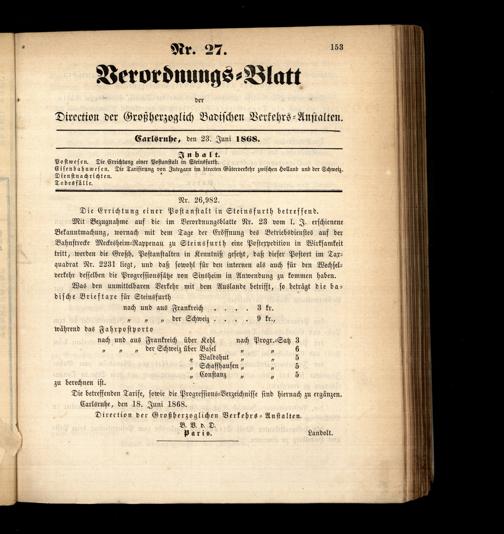 Nr. 27.
153
Verordnungs-Blatt
der
Direction der Großherzoglich Badischen Verkehrs-Anstalten.
Carlsruhe, den 23. Juni 1868.
Inhalt.
Postwesen. Die Errichtung einer Postanstalt in Steinsfurth.
Eisenbahnwesen. Die Tarifirung von Jutegarn im directen Güterverkehr zwischen Holland und der Schweiz.
Dienstnachrichten.
Todesfälle.
Nr. 26,982.
Die Errichtung einer Postanstalt in Steinsfurth betreffend.
Mit Bezugnahme auf die im Verordnungsblatte Nr. 23 vom l. J. erschienene
Bekanntmachung, wornach mit dem Tage der Eröffnung des Betriebsdienstes auf der
Bahnstrecke Meckesheim-Rappenau zu Steinsfurth eine Postexpedition in Wirksamkeit
tritt, werden die Großh. Postanstalten in Kenntniß gesetzt, daß dieser Postort im Tax-
quadrat Nr. 2231 liegt, und daß sowohl für den internen als auch für den Wechsel-
verkehr desselben die Progressionssätze von Sinsheim in Anwendung zu kommen haben.
Was den unmittelbaren Verkehr mit dem Auslande betrifft, so beträgt die ba-
dische Brieftaxe für Steinsfurth
nach und aus Frankreich . . . . 3 kr.
„ „ „ der Schweiz . . . . 9 kr.,
während das Fahrpostporto
nach und aus Frankreich über Kehl nach Progr.-Satz 3
„ „ „ der Schweiz über Basel „ „ 6
„ Waldshut „ „ 5
„ Schaffhausen „ „ 5
„ Constanz „ „ 5
zu berechnen ist.
Die betreffenden Tarife, sowie die Progressions-Verzeichnisse sind hiernach zu ergänzen.
Carlsruhe, den 18. Juni 1868.
Direction der Großherzoglichen Verkehrs-Anstalten.
B. B. v. D.
Paris.
Landolt.